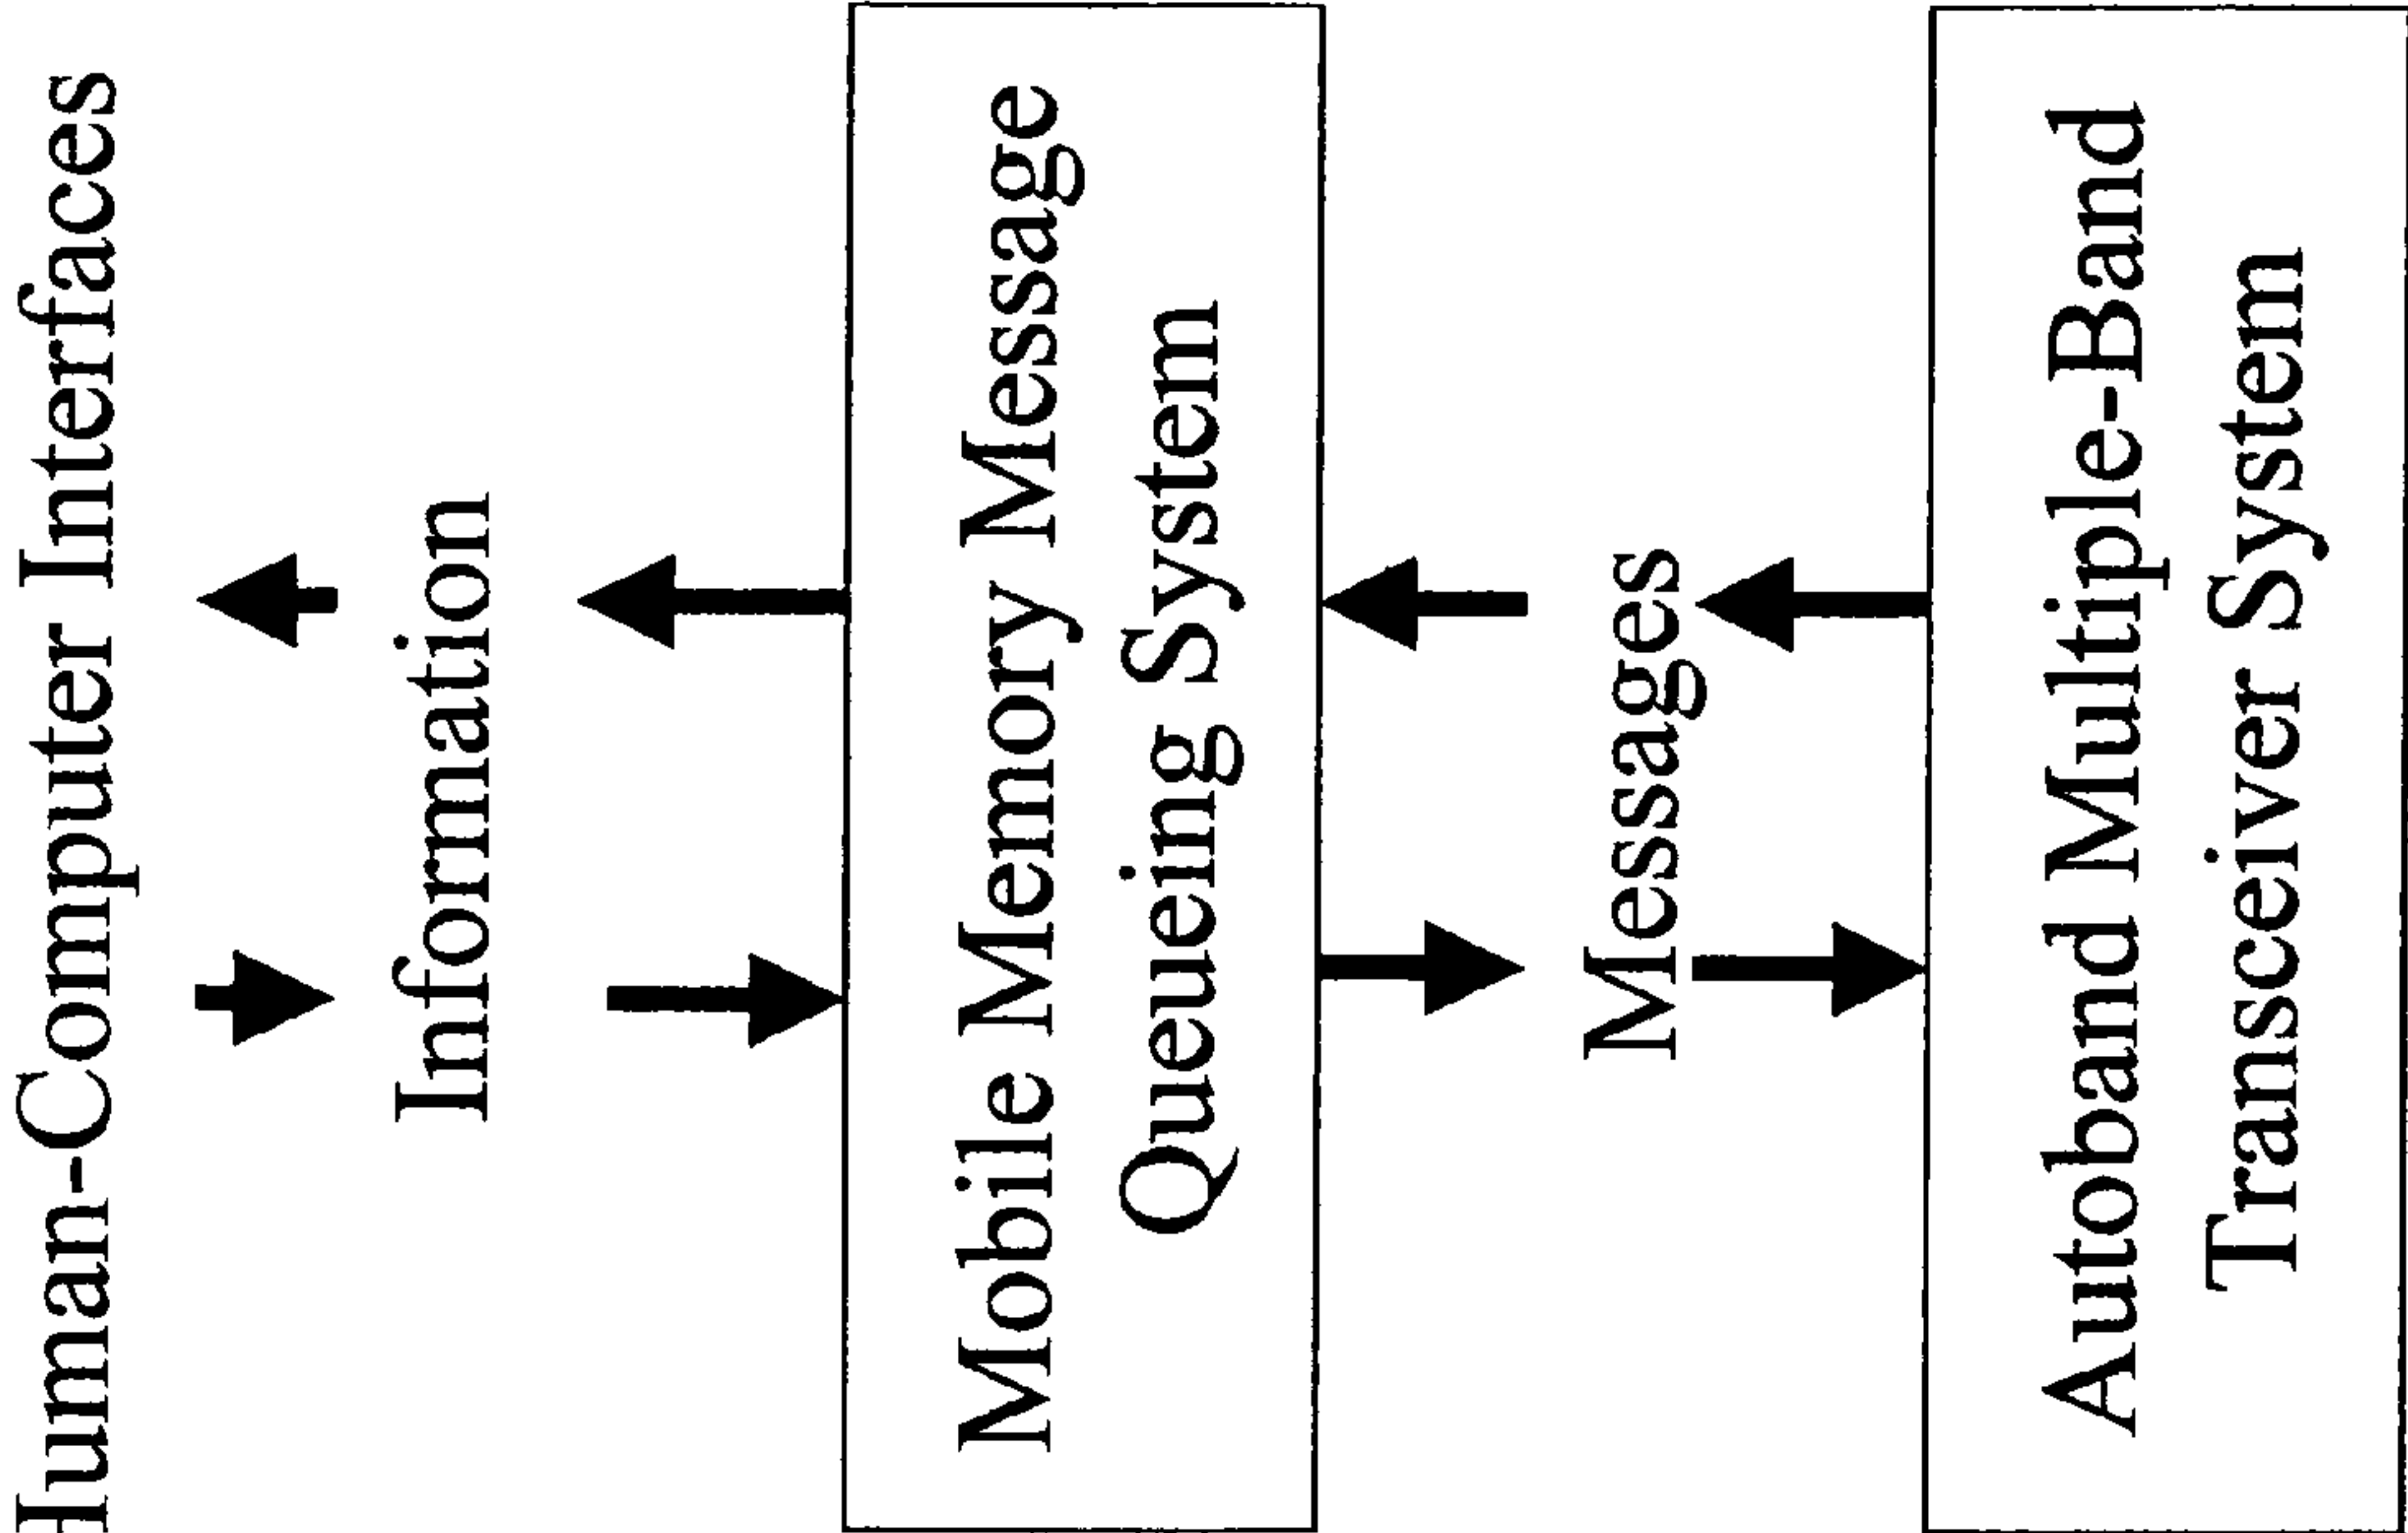 Human-Computer Interfaces
Information
Mobile Memory Message
Queueing System
Messages
Autoband Multiple-Band
Transceiver System